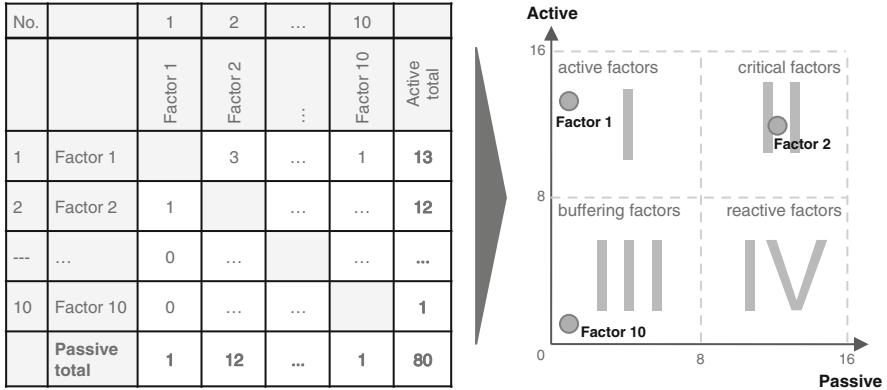 No. 1 2 ... 10
Factor 1 Factor 2 ... Factor 10 Active total
1 Factor 1 3 ... 1 13
2 Factor 2 1 ... ... 12
--- ... 0 ... ... ...
10 Factor 10 0 ... ... 1
Passive total 1 12 ... 1 80
Active
16
active factors critical factors
I II
Factor 1
Factor 2
8
buffering factors reactive factors
III IV
Factor 10
0 8 16
Passive